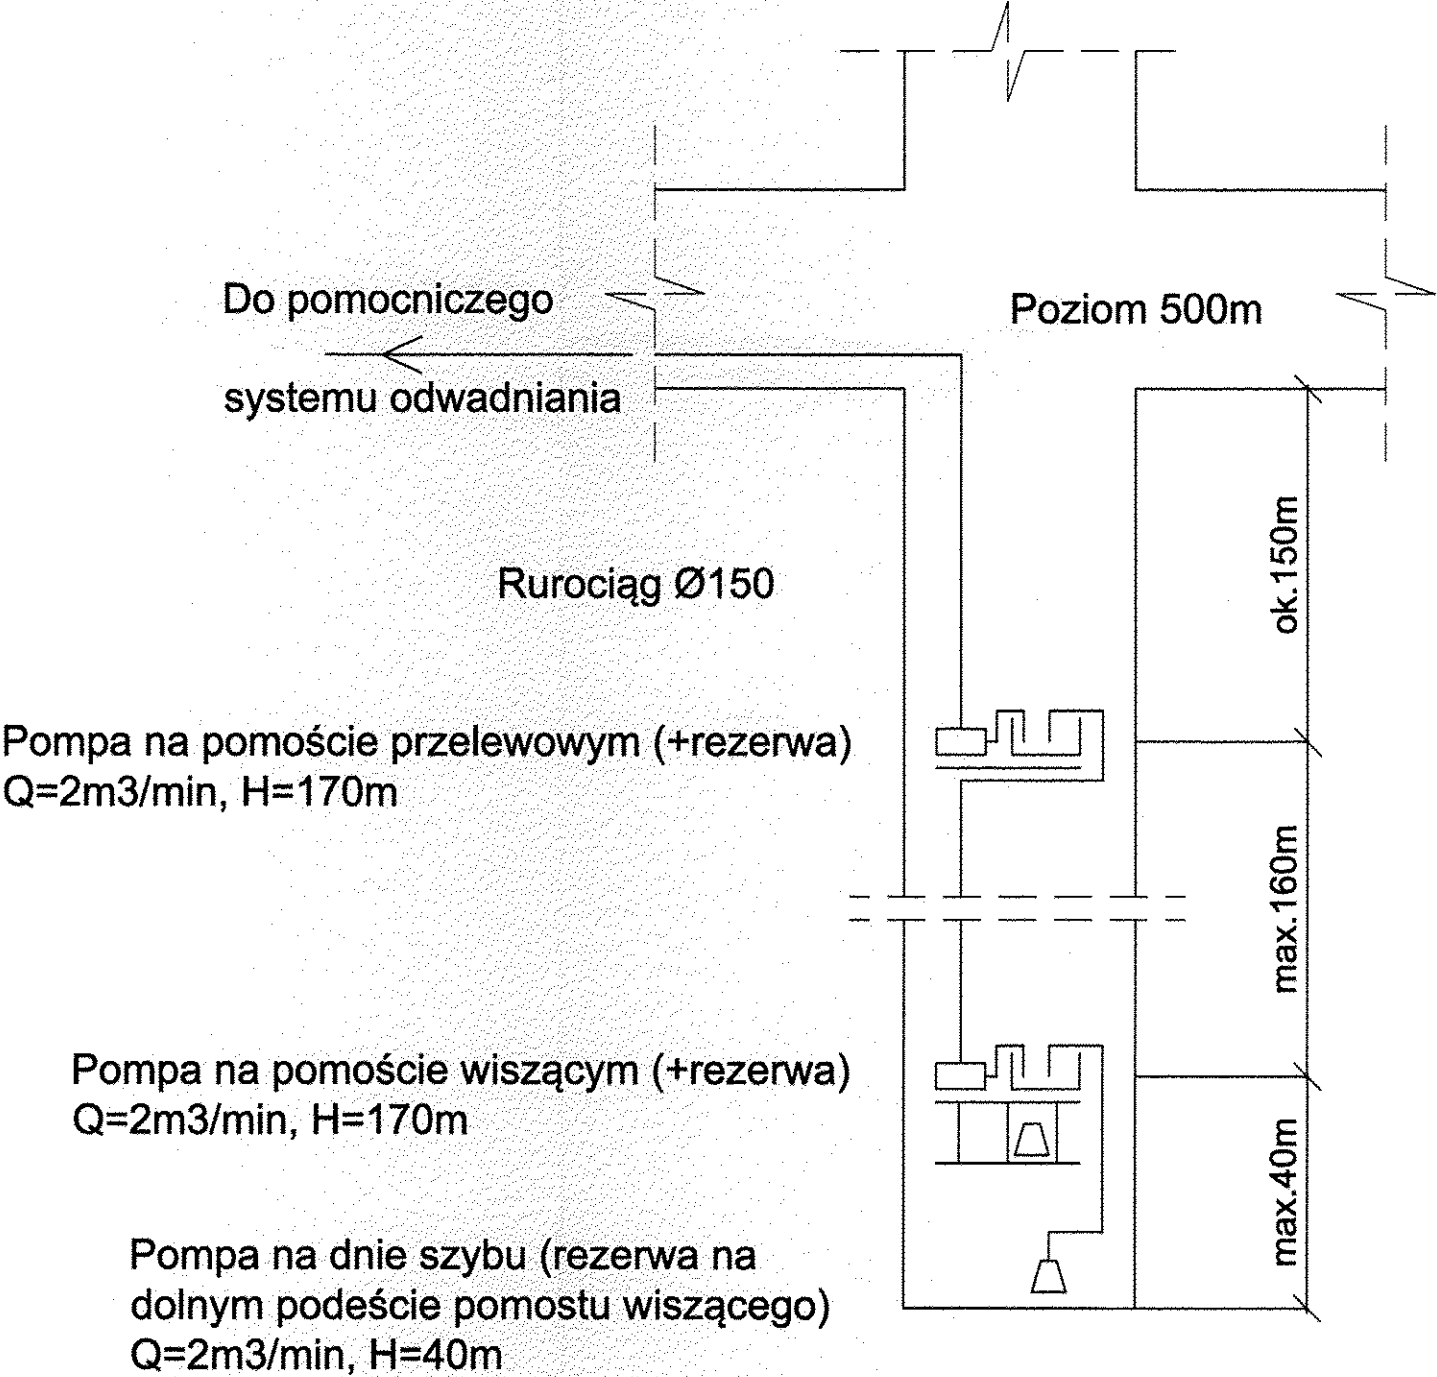 Do pomocniczego
systemu odwadniania
Poziom 500m
ok.150m
Rurociąg Ø150
Pompa na pomoście przelewowym (+rezerwa)
Q=2m3/min, H=170m
max.160m
Pompa na pomoście wiszącym (+rezerwa)
Q=2m3/min, H=170m
max.40m
Pompa na dnie szybu (rezerwa na
dolnym podeście pomostu wiszącego)
Q=2m3/min, H=40m